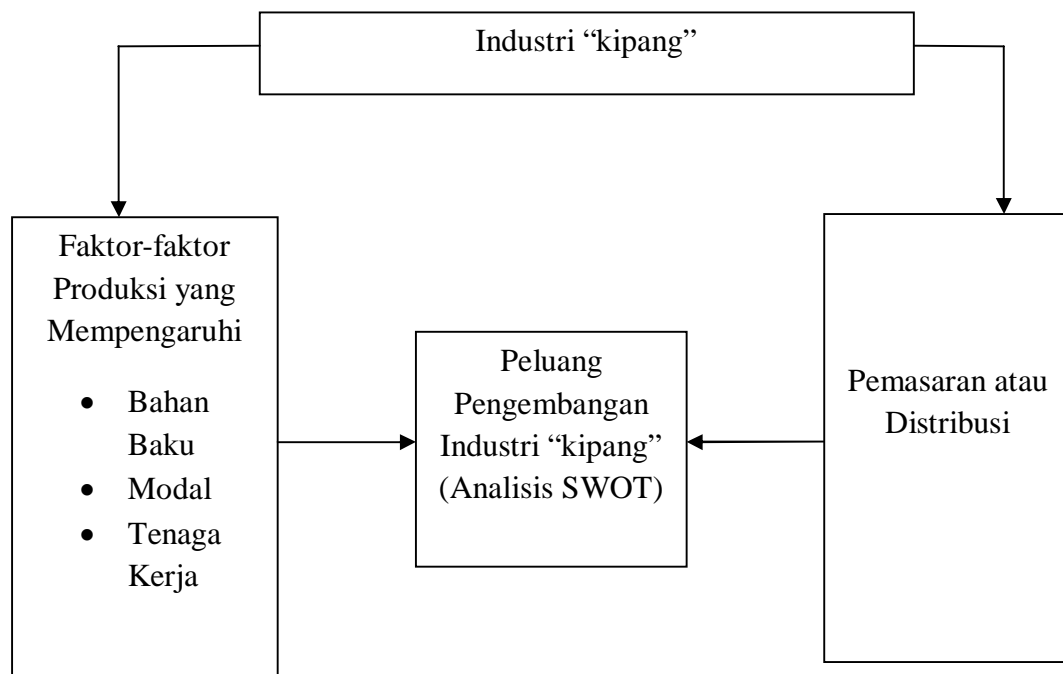 Industri “kipang”
Faktor-faktor
Produksi yang
Mempengaruhi
• Bahan
Baku
• Modal
• Tenaga
Kerja
Peluang
Pengembangan
Industri “kipang”
(Analisis SWOT)
Pemasaran atau
Distribusi